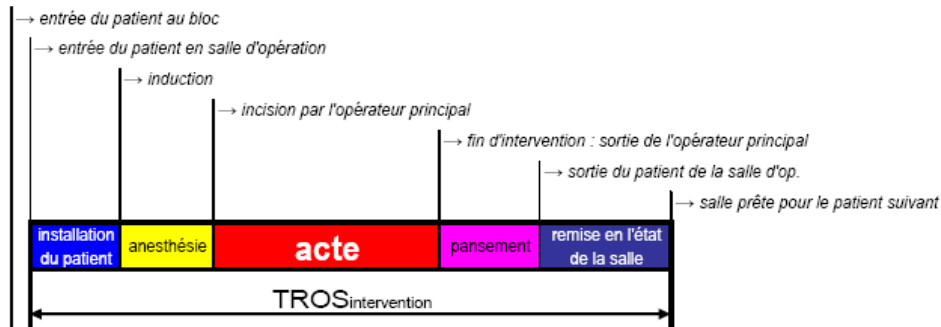 → entrée du patient au bloc
→ entrée du patient en salle d'opération
→ induction
→ incision par l'opérateur principal
→ fin d'intervention : sortie de l'opérateur principal
→ sortie du patient de la salle d'op.
→ salle prête pour le patient suivant
installation
du patient
anesthésie
acte
pansement
remise en l'état
de la salle
TROSintervention